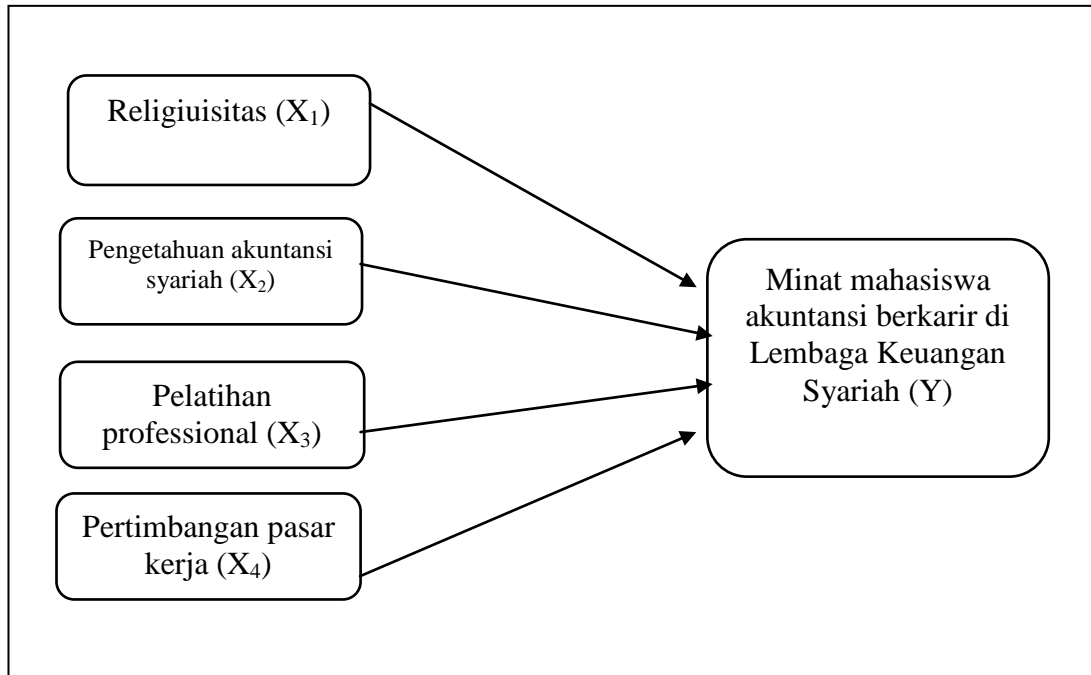 Religiuisitas (X₁)
Pengetahuan akuntansi
syariah (X₂)
Pelatihan
professional (X₃)
Pertimbangan pasar
kerja (X₄)
Minat mahasiswa
akuntansi berkarir di
Lembaga Keuangan
Syariah (Y)